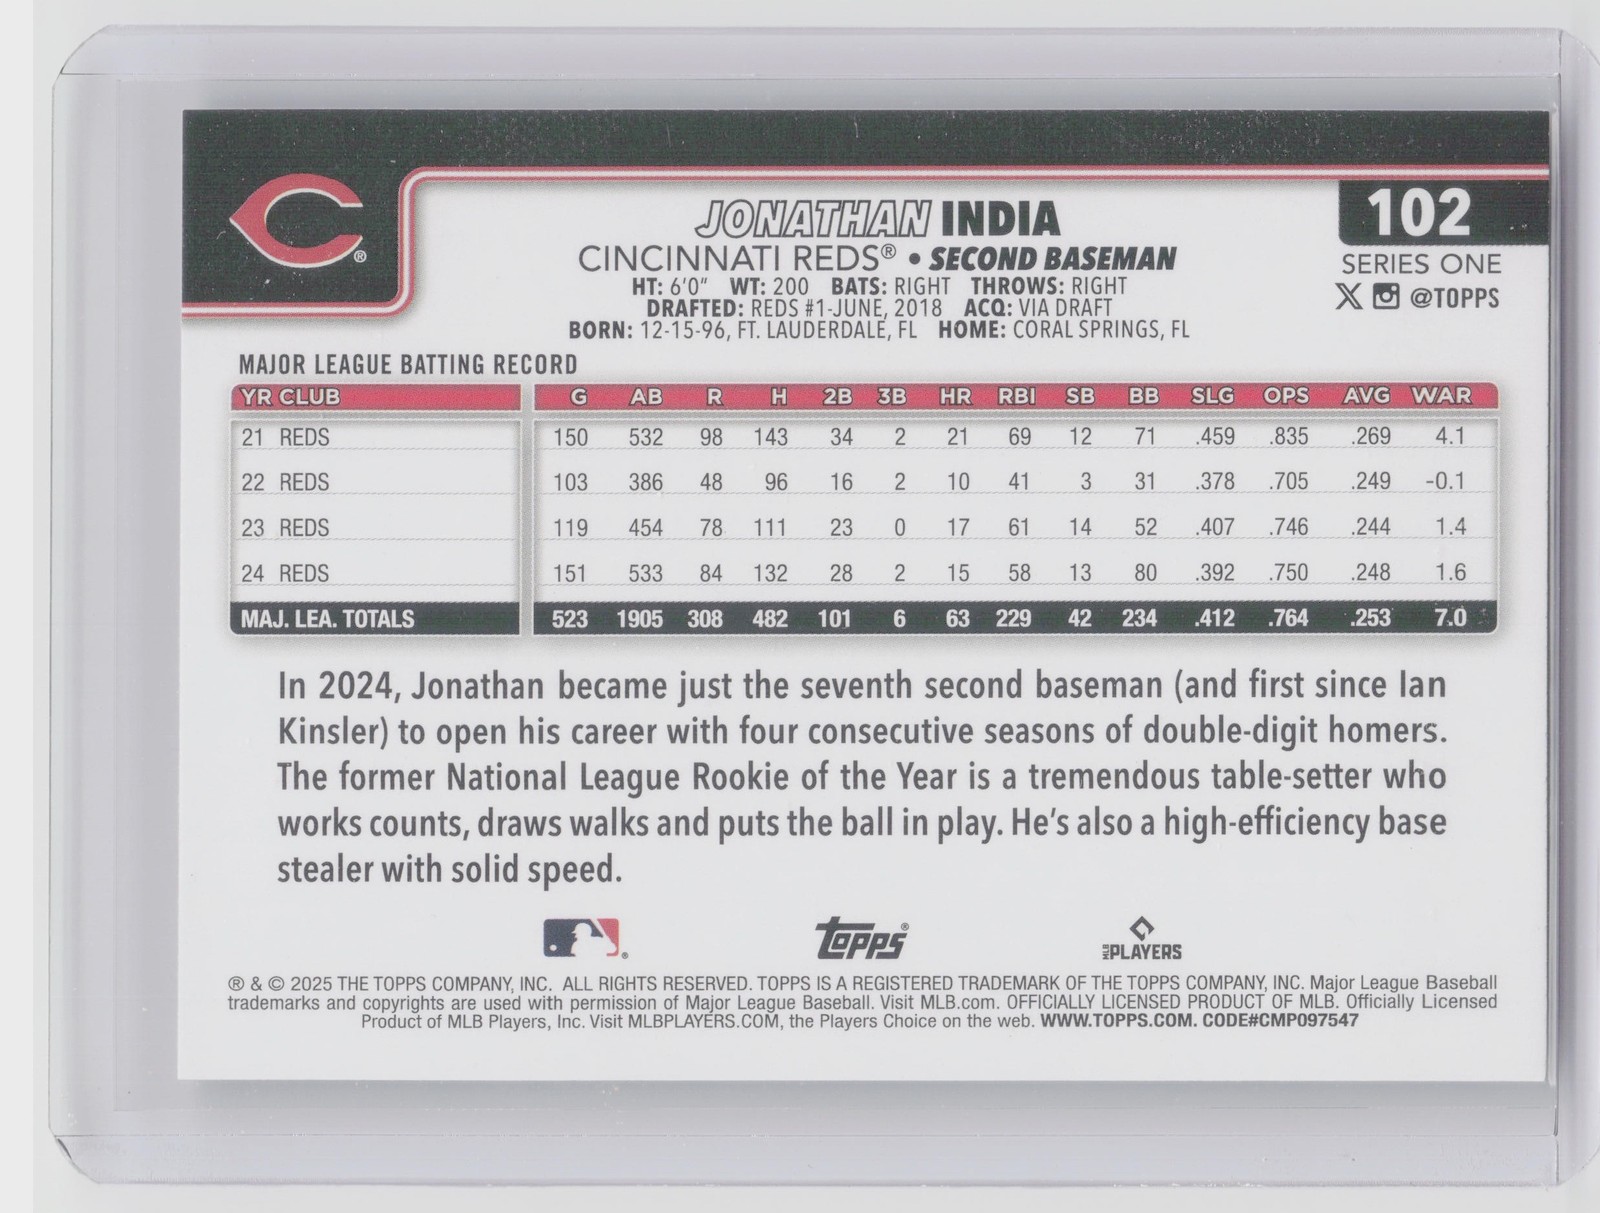 JONATHAN INDIA
CINCINNATI REDS® • SECOND BASEMAN
HT: 6'0" WT: 200 BATS: RIGHT THROWS: RIGHT
DRAFTED: REDS #1-JUNE, 2018 ACQ: VIA DRAFT
BORN: 12-15-96, FT. LAUDERDALE, FL HOME: CORAL SPRINGS, FL
102
SERIES ONE
X @TOPPS
C ®
MAJOR LEAGUE BATTING RECORD
YR CLUB G AB R H 2B 3B HR RBI SB BB SLG OPS AVG WAR
21 REDS 150 532 98 143 34 2 21 69 12 71 .459 .835 .269 4.1
22 REDS 103 386 48 96 16 2 10 41 3 31 .378 .705 .249 -0.1
23 REDS 119 454 78 111 23 0 17 61 14 52 .407 .746 .244 1.4
24 REDS 151 533 84 132 28 2 15 58 13 80 .392 .750 .248 1.6
MAJ. LEA. TOTALS 523 1905 308 482 101 6 63 229 42 234 .412 .764 .253 7.0
In 2024, Jonathan became just the seventh second baseman (and first since Ian
Kinsler) to open his career with four consecutive seasons of double-digit homers.
The former National League Rookie of the Year is a tremendous table-setter who
works counts, draws walks and puts the ball in play. He's also a high-efficiency base
stealer with solid speed.
® Topps® MLB PLAYERS
® & © 2025 THE TOPPS COMPANY, INC. ALL RIGHTS RESERVED. TOPPS IS A REGISTERED TRADEMARK OF THE TOPPS COMPANY, INC. Major League Baseball
trademarks and copyrights are used with permission of Major League Baseball. Visit MLB.com. OFFICIALLY LICENSED PRODUCT OF MLB. Officially Licensed
Product of MLB Players, Inc. Visit MLBPLAYERS.COM, the Players Choice on the web. WWW.TOPPS.COM. CODE#CMP097547